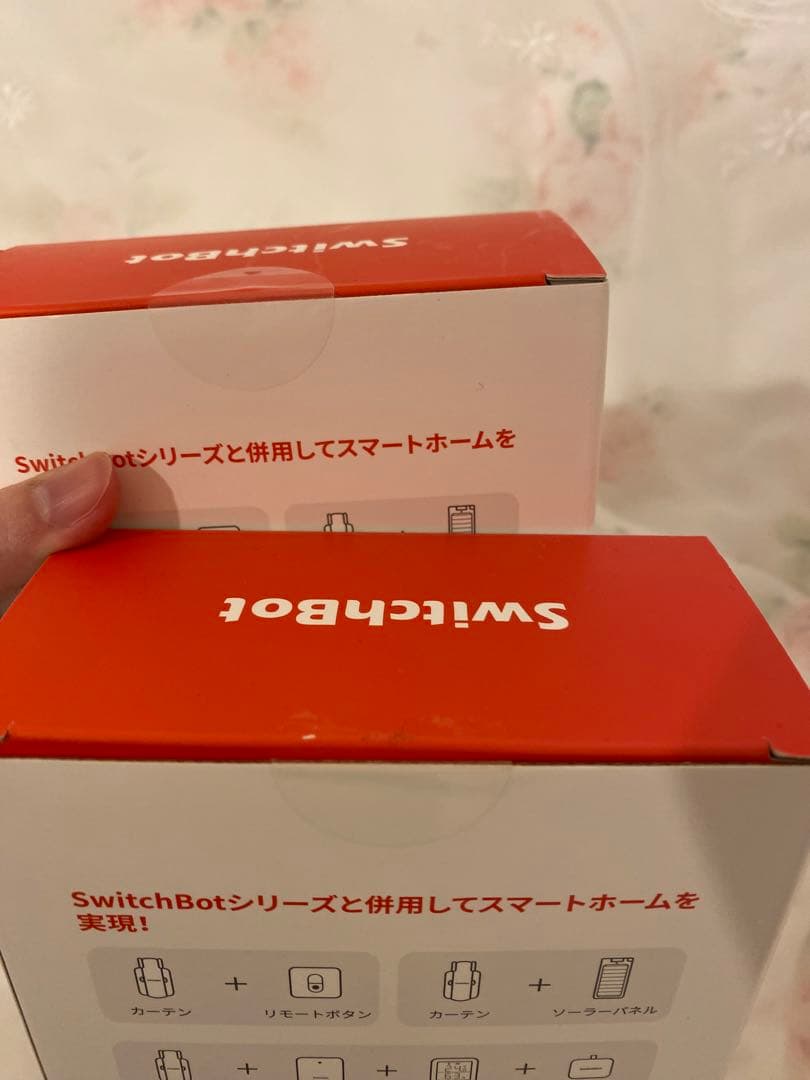 SwitchBot
SwitchBotシリーズと併用してスマートホームを
SwitchBot
SwitchBotシリーズと併用してスマートホームを
実現!
カーテン + リモートボタン カーテン + ソーラーパネル
+ + +